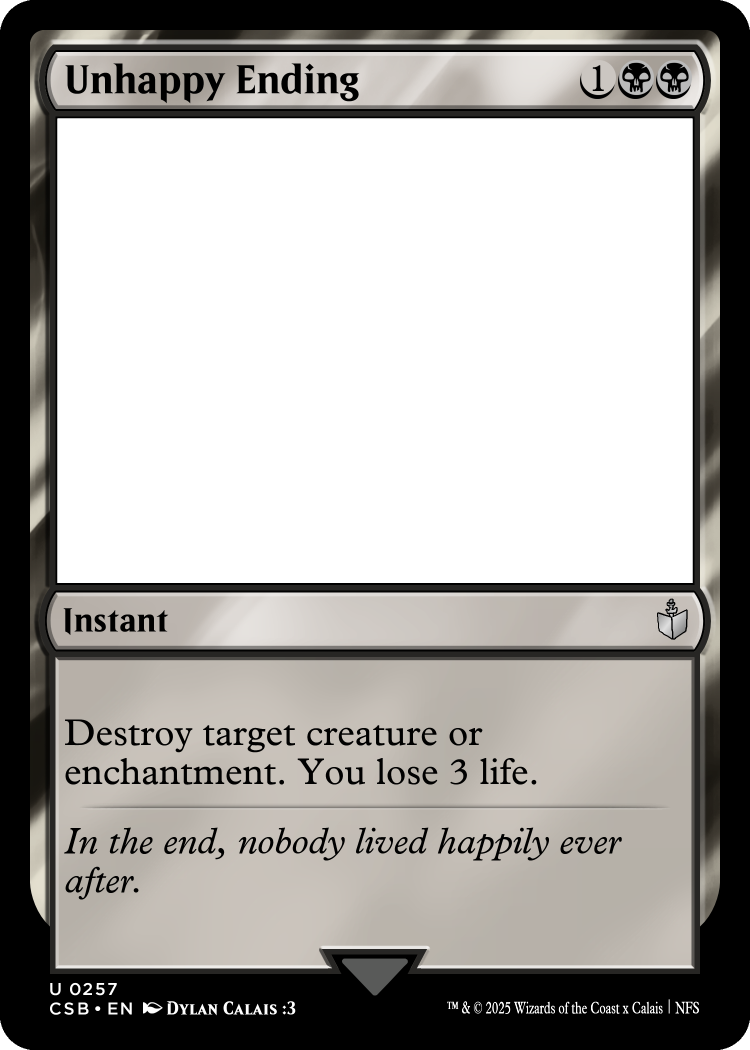 Unhappy Ending 1
Instant
Destroy target creature or
enchantment. You lose 3 life.
In the end, nobody lived happily ever
after.
U 0257
CSB • EN Dylan Calais :3
™ & © 2025 Wizards of the Coast x Calais | NFS